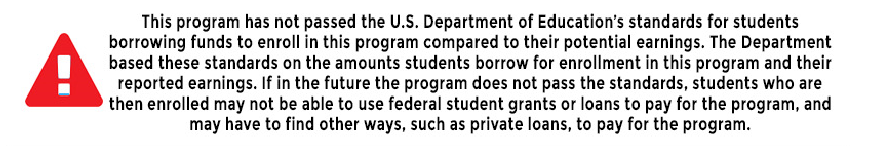 This program has not passed the U.S. Department of Education's standards for students
borrowing funds to enroll in this program compared to their potential earnings. The Department
based these standards on the amounts students borrow for enrollment in this program and their
reported earnings. If in the future the program does not pass the standards, students who are
then enrolled may not be able to use federal student grants or loans to pay for the program, and
may have to find other ways, such as private loans, to pay for the program.